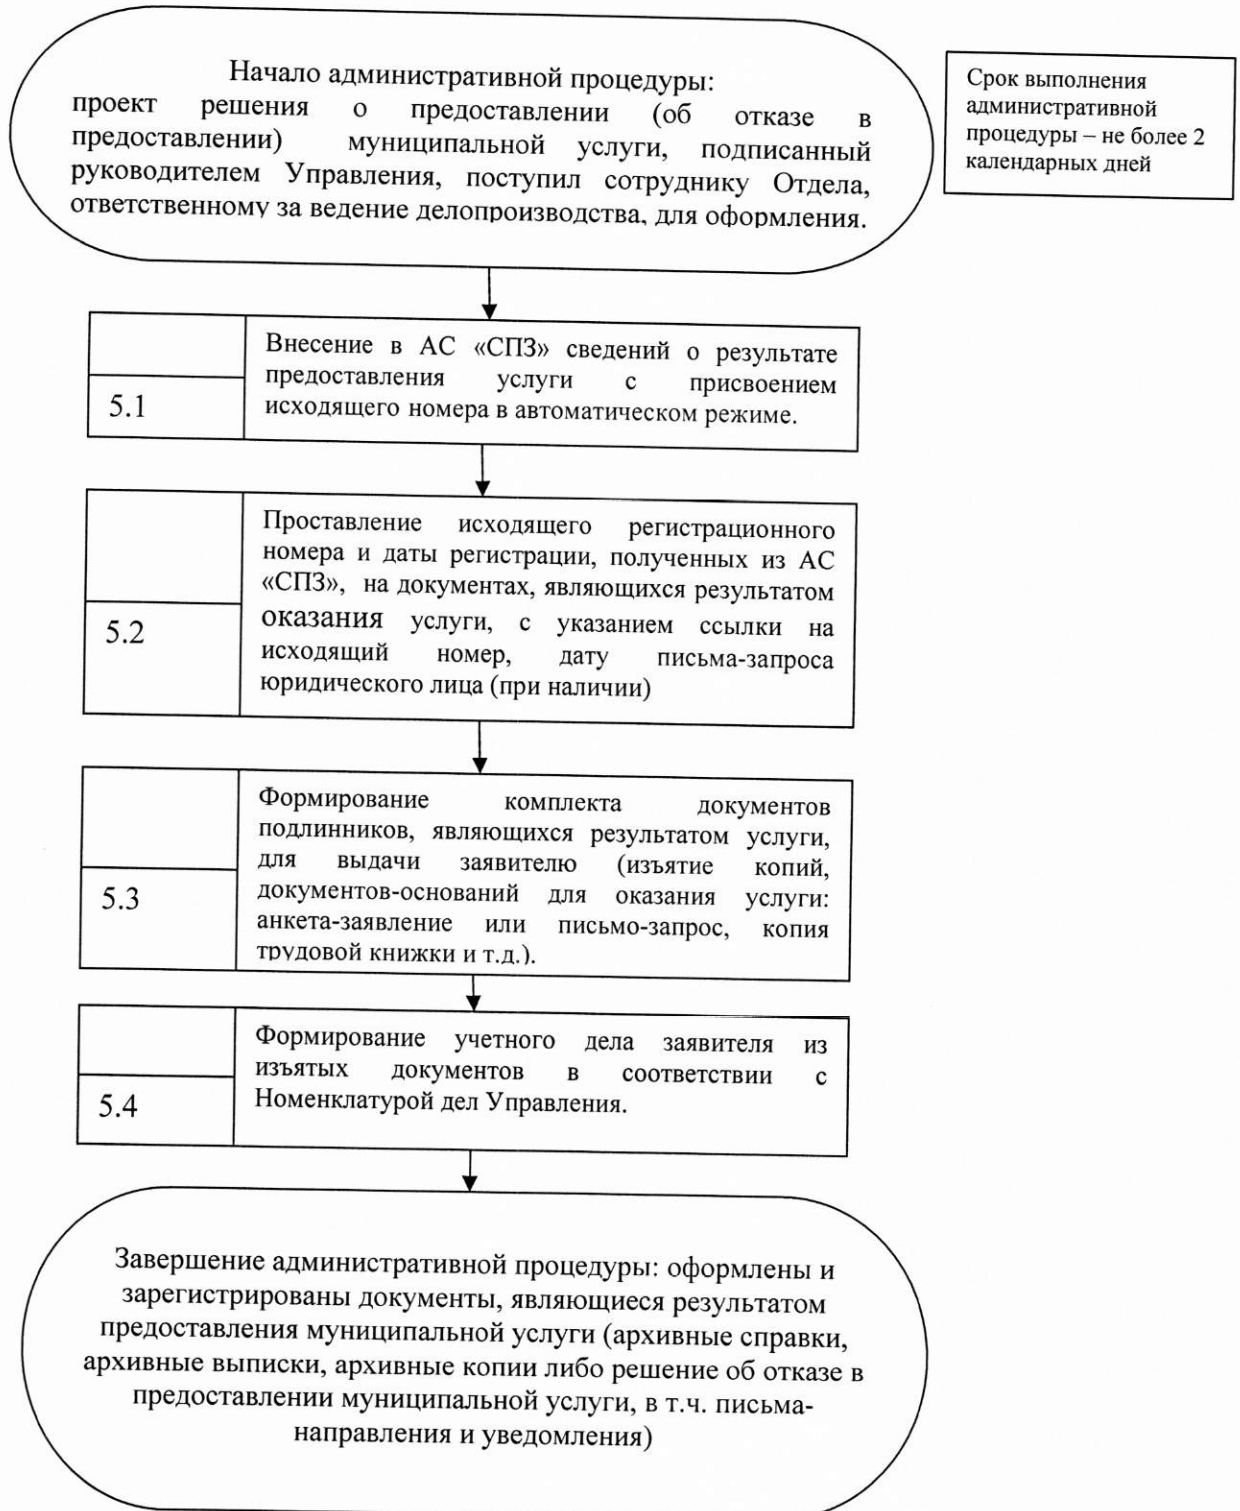 Начало административной процедуры:
проект решения о предоставлении (об отказе в
предоставлении) муниципальной услуги, подписанный
руководителем Управления, поступил сотруднику Отдела,
ответственному за ведение делопроизводства, для оформления.
Срок выполнения
административной
процедуры – не более 2
календарных дней
5.1
Внесение в АС «СПЗ» сведений о результате
предоставления услуги с присвоением
исходящего номера в автоматическом режиме.
5.2
Проставление исходящего регистрационного
номера и даты регистрации, полученных из АС
«СПЗ», на документах, являющихся результатом
оказания услуги, с указанием ссылки на
исходящий номер, дату письма-запроса
юридического лица (при наличии)
5.3
Формирование комплекта документов
подлинников, являющихся результатом услуги,
для выдачи заявителю (изъятие копий,
документов-оснований для оказания услуги:
анкета-заявление или письмо-запрос, копия
трудовой книжки и т.д.).
5.4
Формирование учетного дела заявителя из
изъятых документов в соответствии с
Номенклатурой дел Управления.
Завершение административной процедуры: оформлены и
зарегистрированы документы, являющиеся результатом
предоставления муниципальной услуги (архивные справки,
архивные выписки, архивные копии либо решение об отказе в
предоставлении муниципальной услуги, в т.ч. письма-
направления и уведомления)